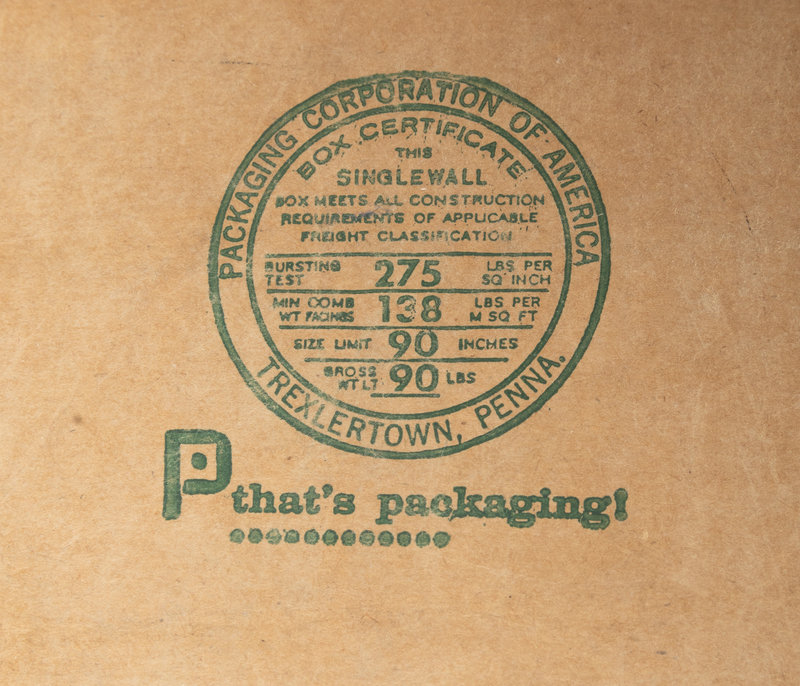 PACKAGING CORPORATION OF AMERICA
BOX CERTIFICATE
THIS
SINGLEWALL
BOX MEETS ALL CONSTRUCTION
REQUIREMENTS OF APPLICABLE
FREIGHT CLASSIFICATION
BURSTING TEST 275 LBS PER SQ INCH
MIN COMB WT FACINGS 138 LBS PER M SQ FT
SIZE LIMIT 90 INCHES
GROSS WT LT 90 LBS
TREXLERTOWN, PENNA.
P that's packaging!